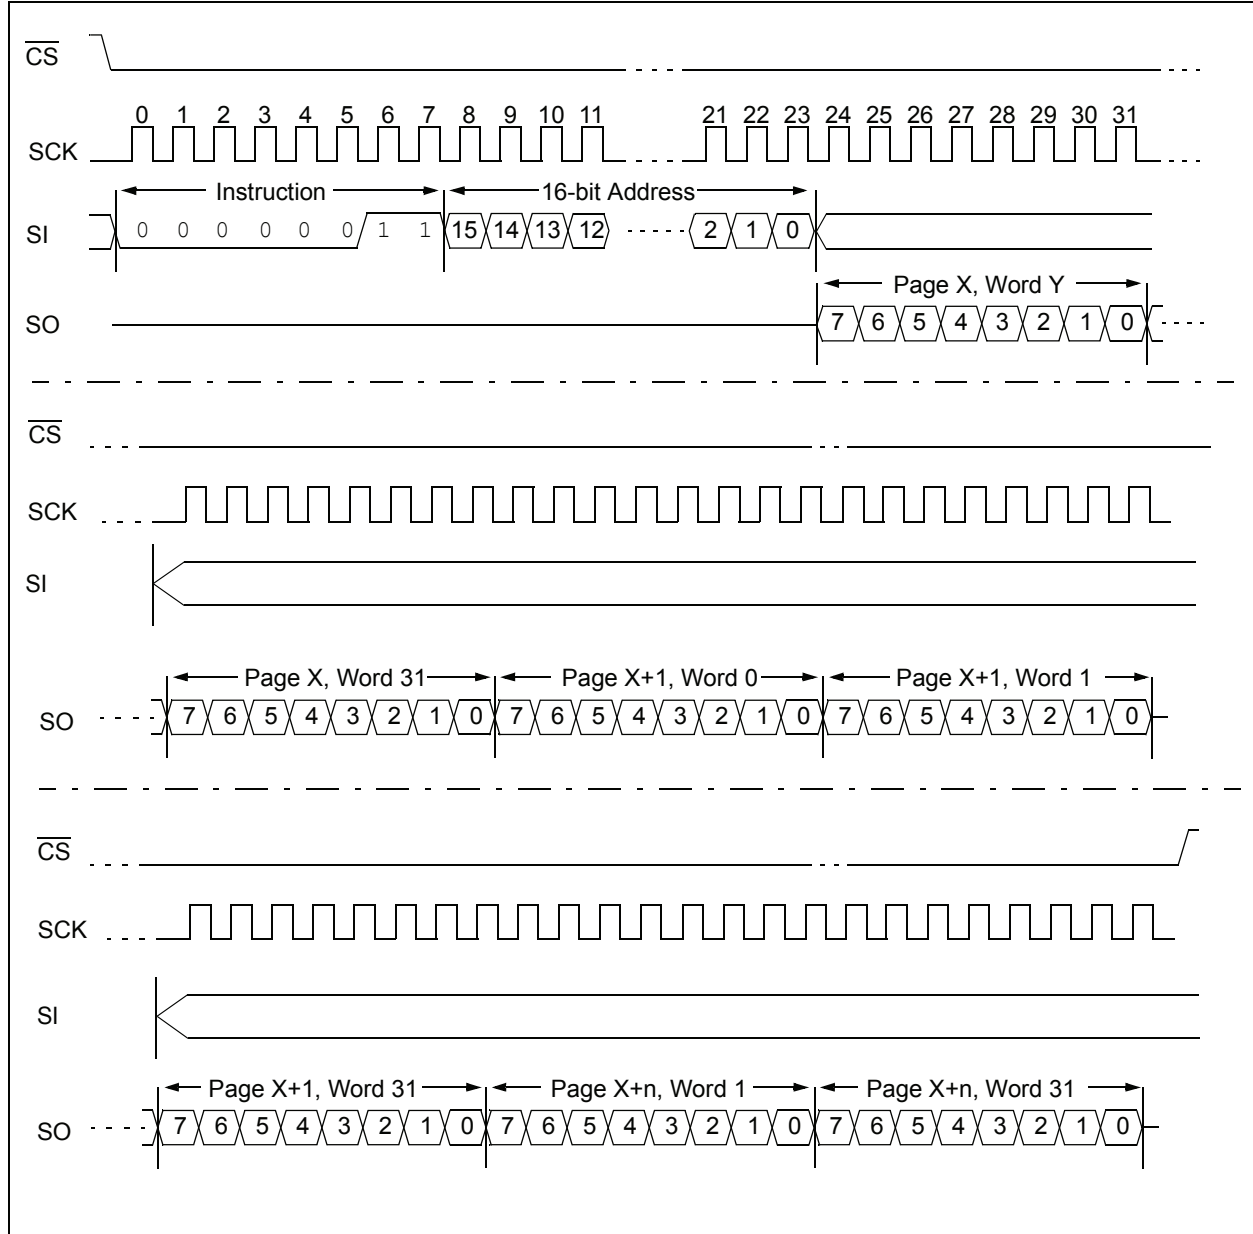 CS
0 1 2 3 4 5 6 7 8 9 10 11 21 22 23 24 25 26 27 28 29 30 31
SCK
Instruction 16-bit Address
SI 0 0 0 0 0 0 1 1 15 14 13 12 2 1 0
Page X, Word Y
SO 7 6 5 4 3 2 1 0
CS
SCK
SI
Page X, Word 31 Page X+1, Word 0 Page X+1, Word 1
SO 7 6 5 4 3 2 1 0 7 6 5 4 3 2 1 0 7 6 5 4 3 2 1 0
CS
SCK
SI
Page X+1, Word 31 Page X+n, Word 1 Page X+n, Word 31
SO 7 6 5 4 3 2 1 0 7 6 5 4 3 2 1 0 7 6 5 4 3 2 1 0